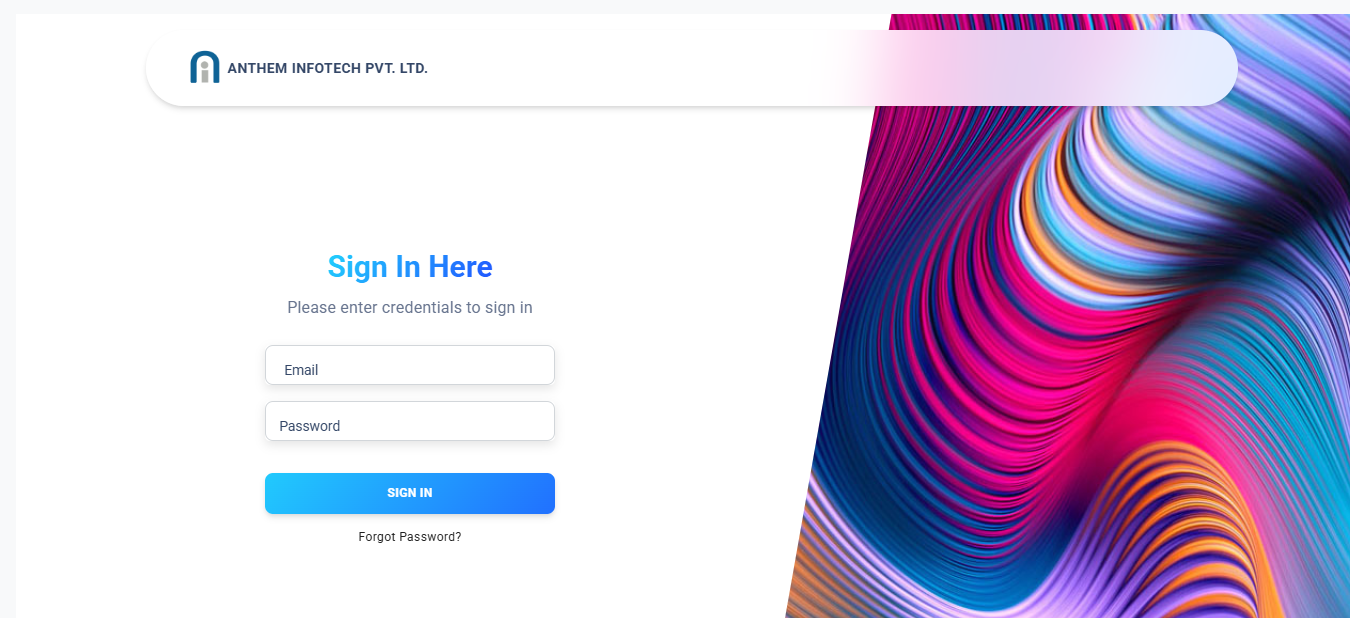 ANTHEM INFOTECH PVT. LTD.
Sign In Here
Please enter credentials to sign in
Email
Password
SIGN IN
Forgot Password?